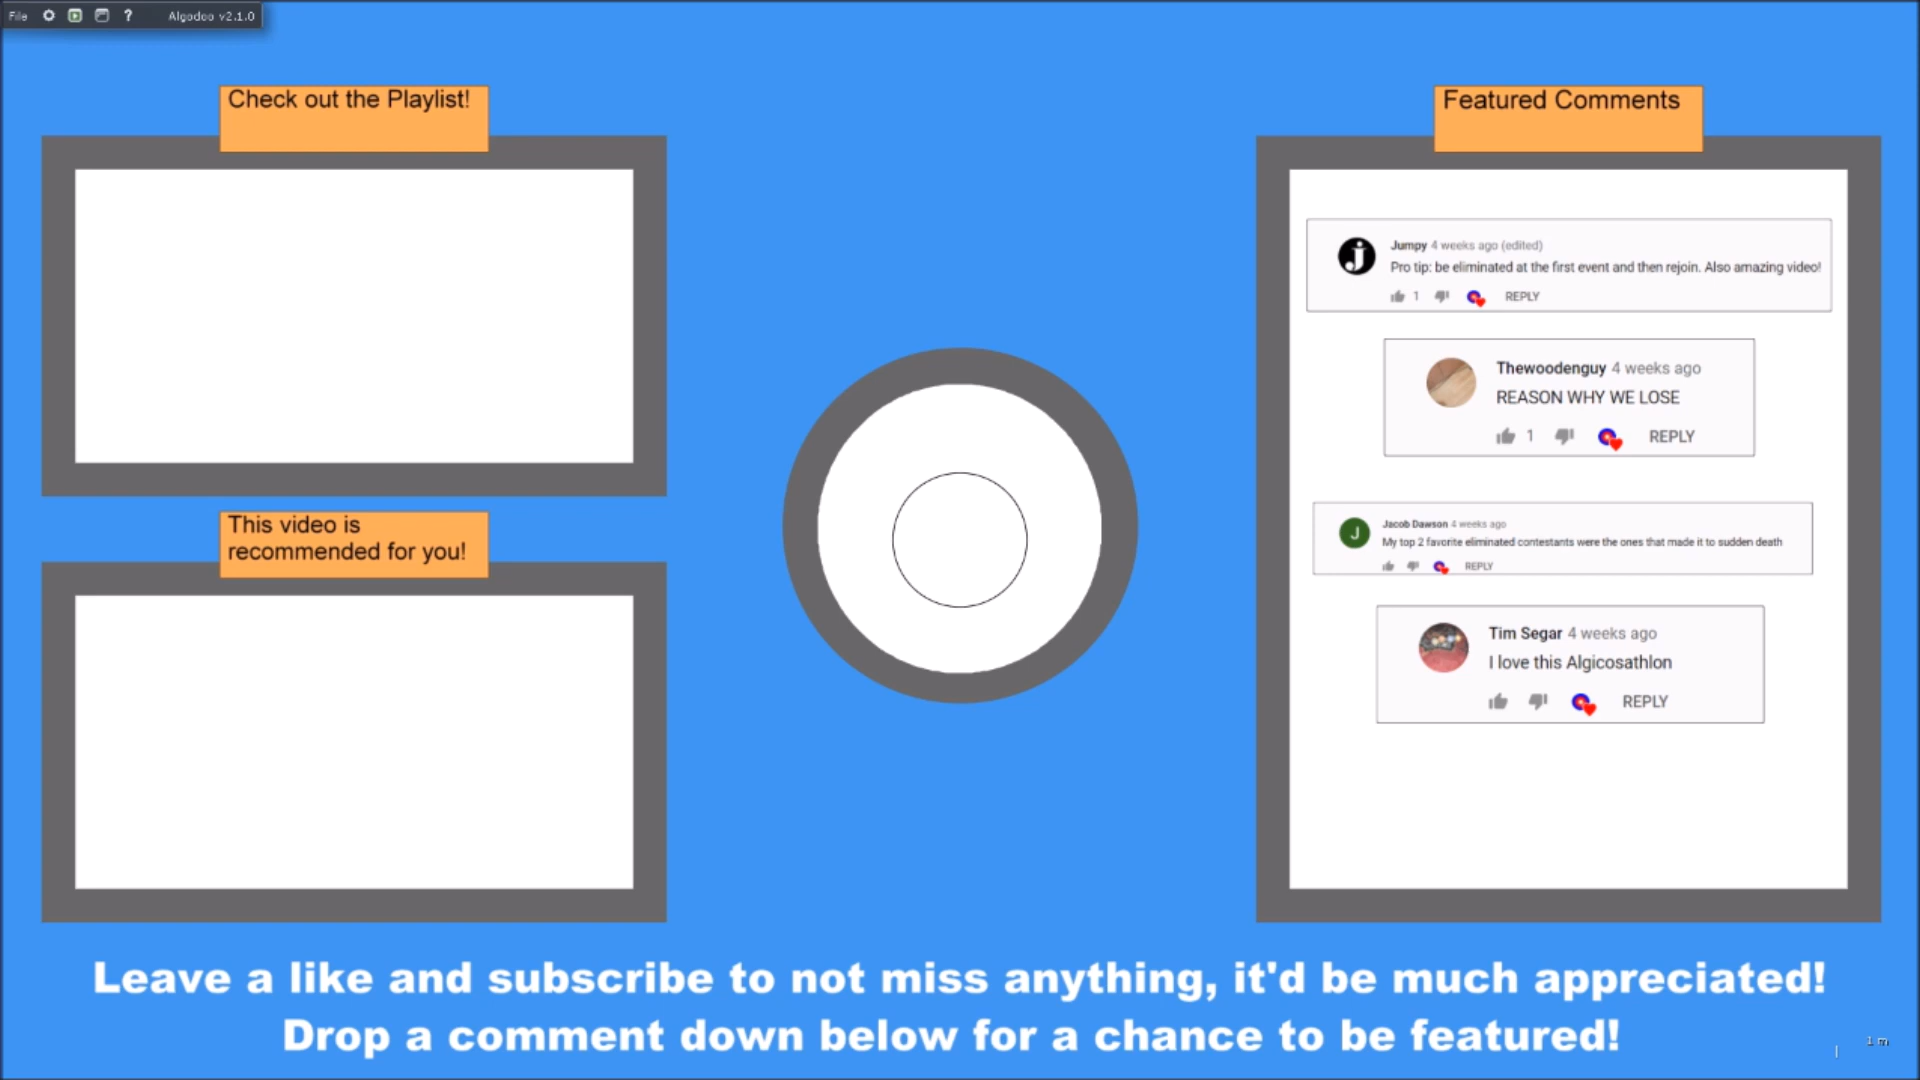 File ? Algodoo v2.1.0
Check out the Playlist!
This video is
recommended for you!
Featured Comments
J
Jumpy 4 weeks ago (edited)
Pro tip: be eliminated at the first event and then rejoin. Also amazing video!
1 REPLY
Thewoodenguy 4 weeks ago
REASON WHY WE LOSE
1 REPLY
J
Jacob Dawson 4 weeks ago
My top 2 favorite eliminated contestants were the ones that made it to sudden death
REPLY
Tim Segar 4 weeks ago
I love this Algicosathlon
REPLY
Leave a like and subscribe to not miss anything, it'd be much appreciated!
Drop a comment down below for a chance to be featured!
1 m